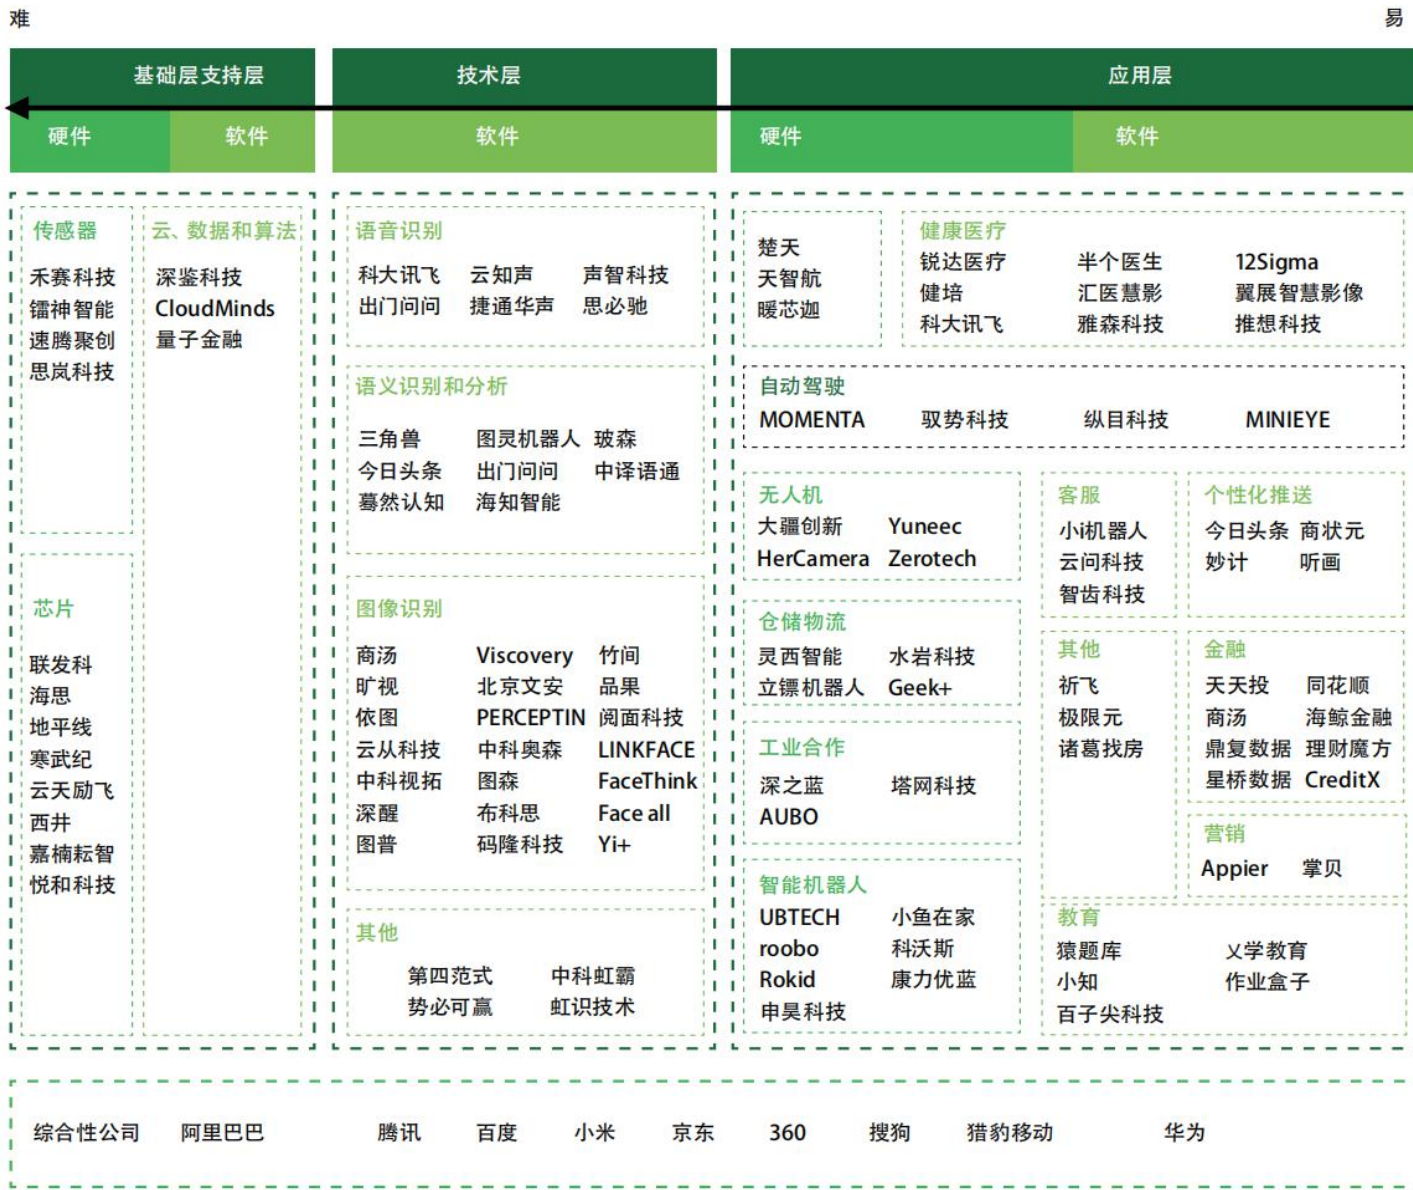 难 易
基础层支持层 技术层 应用层
硬件 软件 软件 硬件 软件
传感器
禾赛科技
镭神智能
速腾聚创
思岚科技
芯片
联发科
海思
地平线
寒武纪
云天励飞
西井
嘉楠耘智
悦和科技
云、数据和算法
深鉴科技
CloudMinds
量子金融
语音识别
科大讯飞 云知声 声智科技
出门问问 捷通华声 思必驰
语义识别和分析
三角兽 图灵机器人 玻森
今日头条 出门问问 中译语通
蓦然认知 海知智能
图像识别
商汤 Viscovery 竹间
旷视 北京文安 品果
依图 PERCEPTIN 阅面科技
云从科技 中科奥森 LINKFACE
中科视拓 图森 FaceThink
深醒 布科思 Face all
图普 码隆科技 Yi+
其他
第四范式 中科虹霸
势必可赢 虹识技术
楚天
天智航
暖芯迦
健康医疗
锐达医疗 半个医生 12Sigma
健培 汇医慧影 翼展智慧影像
科大讯飞 雅森科技 推想科技
自动驾驶
MOMENTA 驭势科技 纵目科技 MINIEYE
无人机
大疆创新 Yuneec
HerCamera Zerotech
仓储物流
灵西智能 水岩科技
立镖机器人 Geek+
工业合作
深之蓝 塔网科技
AUBO
智能机器人
UBTECH 小鱼在家
roobo 科沃斯
Rokid 康力优蓝
申昊科技
客服
小i机器人
云问科技
智齿科技
个性化推送
今日头条 商状元
妙计 听画
其他
祈飞
极限元
诸葛找房
金融
天天投 同花顺
商汤 海鲸金融
鼎复数据 理财魔方
星桥数据 CreditX
营销
Appier 掌贝
教育
猿题库 乂学教育
小知 作业盒子
百子尖科技
综合性公司 阿里巴巴 腾讯 百度 小米 京东 360 搜狗 猎豹移动 华为